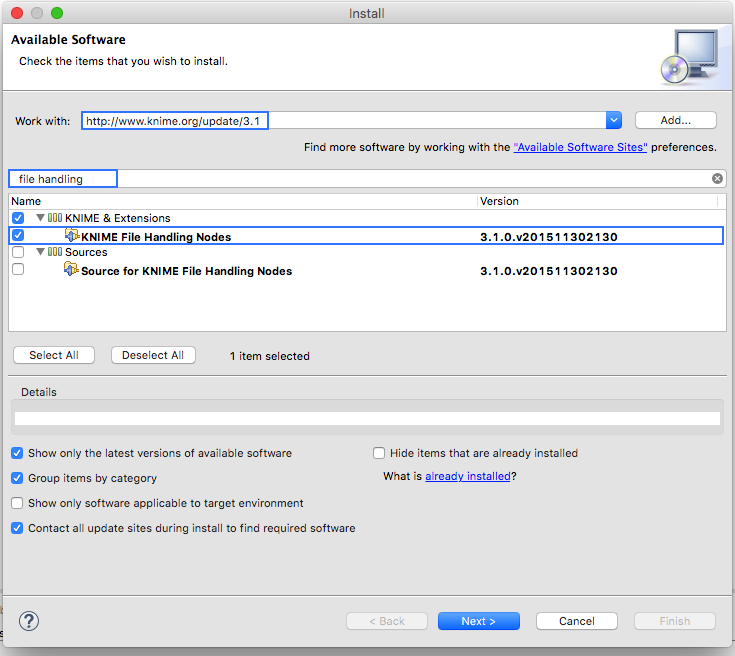 Install
Available Software
Check the items that you wish to install.
Work with: http://www.knime.org/update/3.1 Add...
Find more software by working with the "Available Software Sites" preferences.
file handling
Name Version
KNIME & Extensions
KNIME File Handling Nodes 3.1.0.v201511302130
Sources
Source for KNIME File Handling Nodes 3.1.0.v201511302130
Select All Deselect All 1 item selected
Details
Show only the latest versions of available software Hide items that are already installed
Group items by category What is already installed?
Show only software applicable to target environment
Contact all update sites during install to find required software
? < Back Next > Cancel Finish